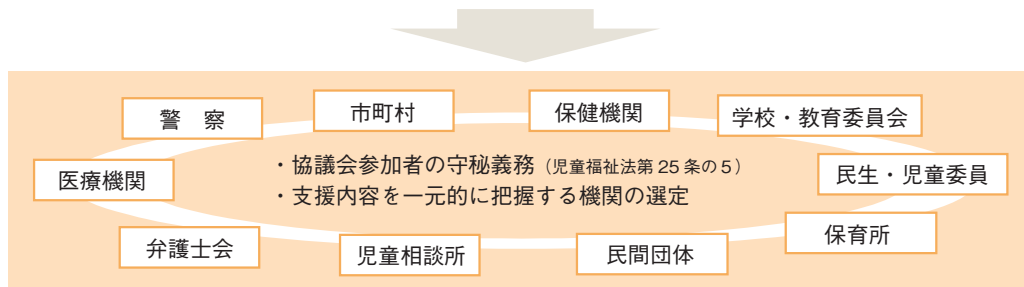 警　察
市町村
保健機関
学校・教育委員会
医療機関
・協議会参加者の守秘義務（児童福祉法第 25 条の５）
・支援内容を一元的に把握する機関の選定
民生・児童委員
弁護士会
児童相談所
民間団体
保育所